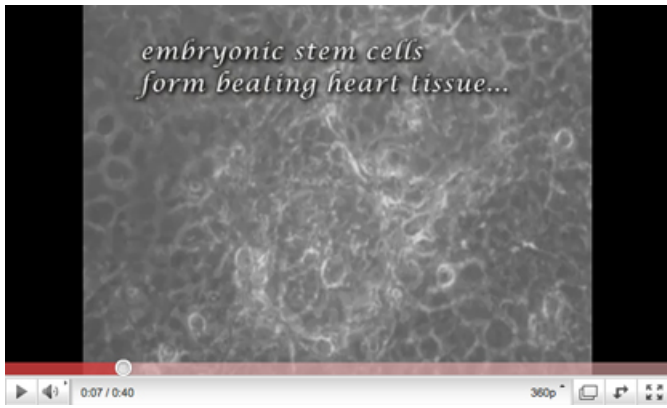 embryonic stem cells
form beating heart tissue...
0:07 / 0:40
360p